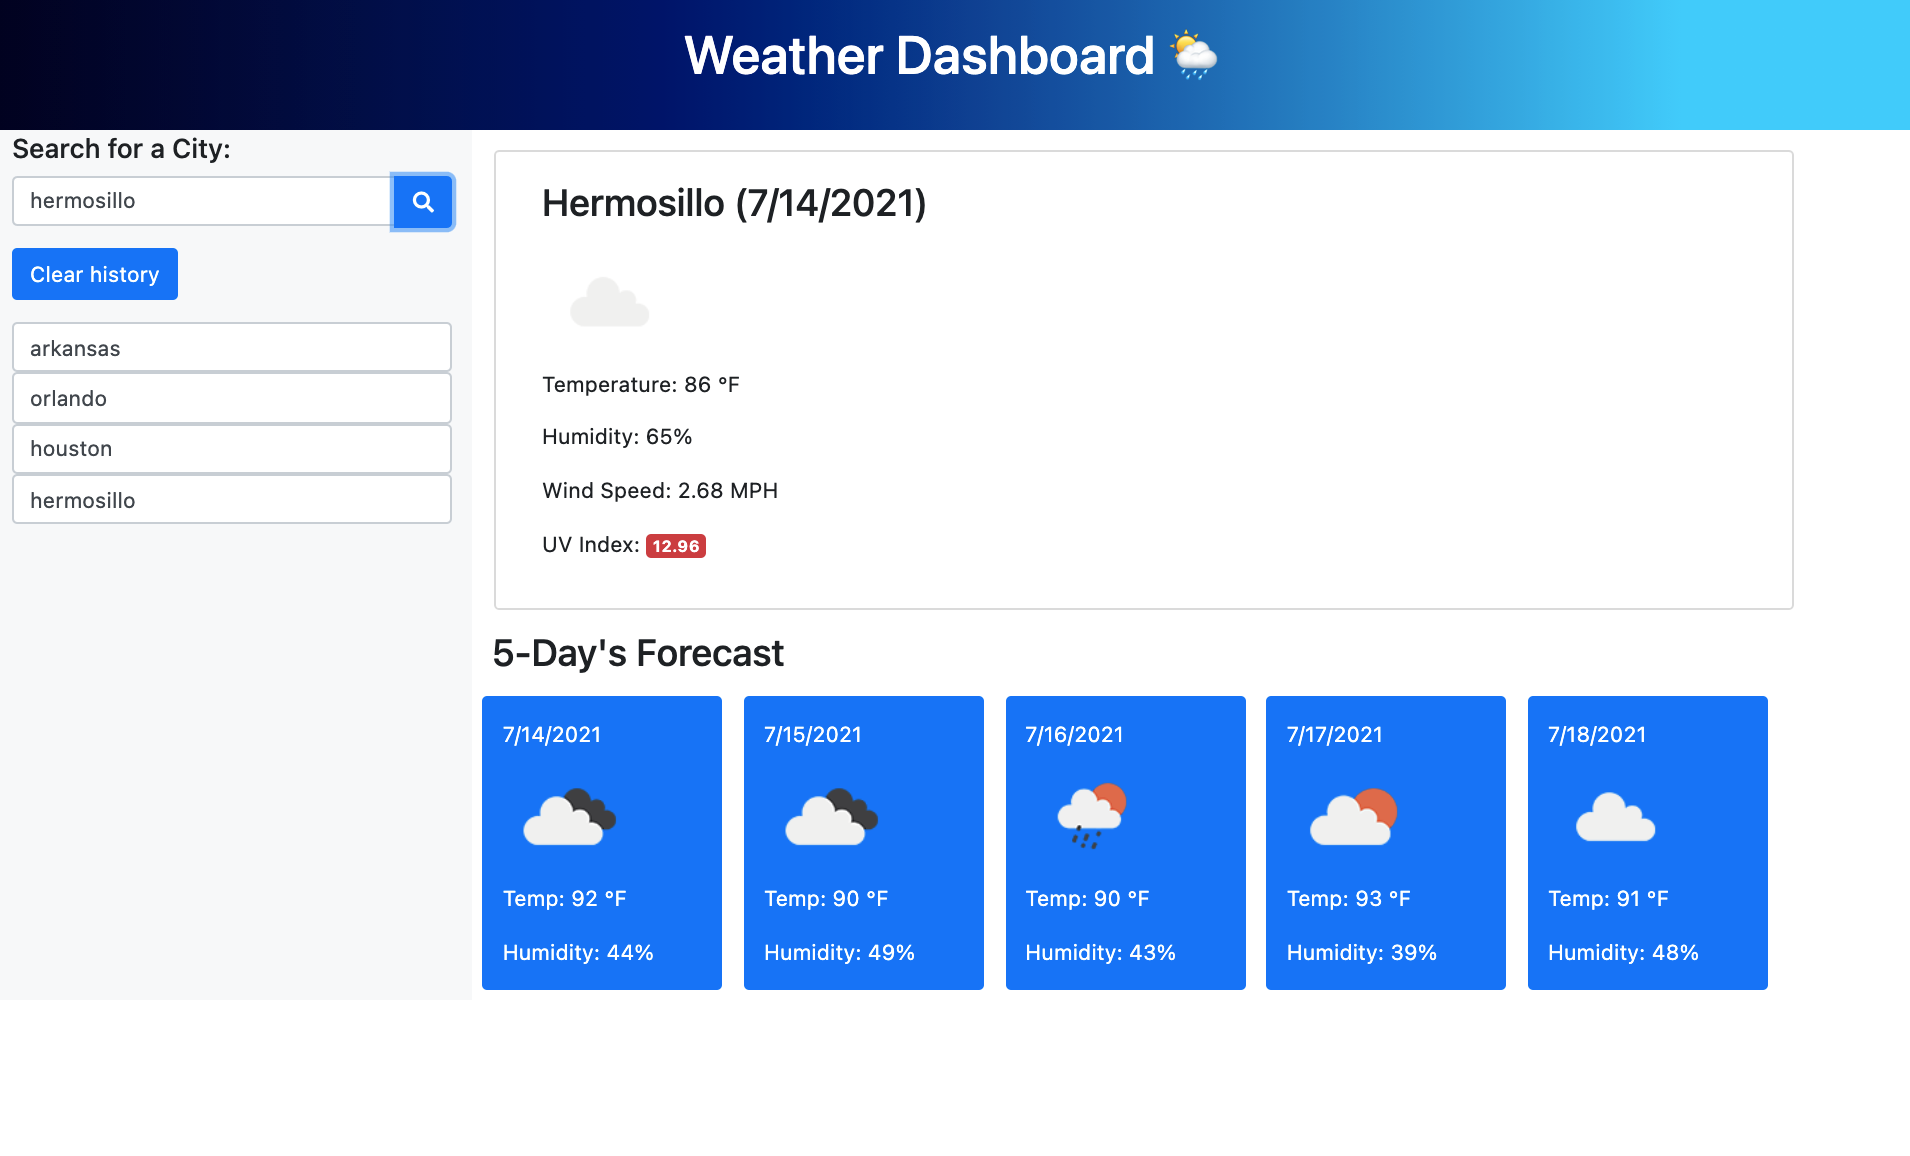 Weather Dashboard
Search for a City:
hermosillo
Clear history
arkansas
orlando
houston
hermosillo
Hermosillo (7/14/2021)
Temperature: 86 °F
Humidity: 65%
Wind Speed: 2.68 MPH
UV Index: 12.96
5-Day's Forecast
7/14/2021
Temp: 92 °F
Humidity: 44%
7/15/2021
Temp: 90 °F
Humidity: 49%
7/16/2021
Temp: 90 °F
Humidity: 43%
7/17/2021
Temp: 93 °F
Humidity: 39%
7/18/2021
Temp: 91 °F
Humidity: 48%